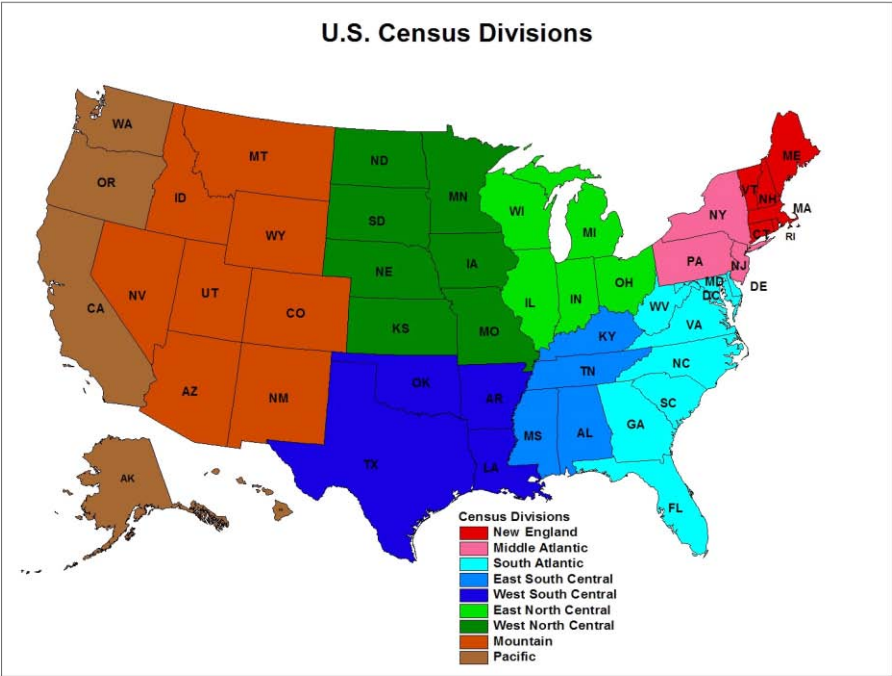 U.S. Census Divisions
WA
MT
ND
ME
OR
ID
MN
VT
NH
SD
WI
NY
MA
WY
MI
CT
RI
IA
PA
NJ
NE
OH
MD
DE
NV
UT
IL
IN
DC
CA
CO
WV
KS
MO
VA
KY
NC
AZ
TN
OK
NM
AR
SC
MS
AL
GA
TX
LA
AK
FL
Census Divisions
New England
Middle Atlantic
South Atlantic
East South Central
West South Central
East North Central
West North Central
Mountain
Pacific